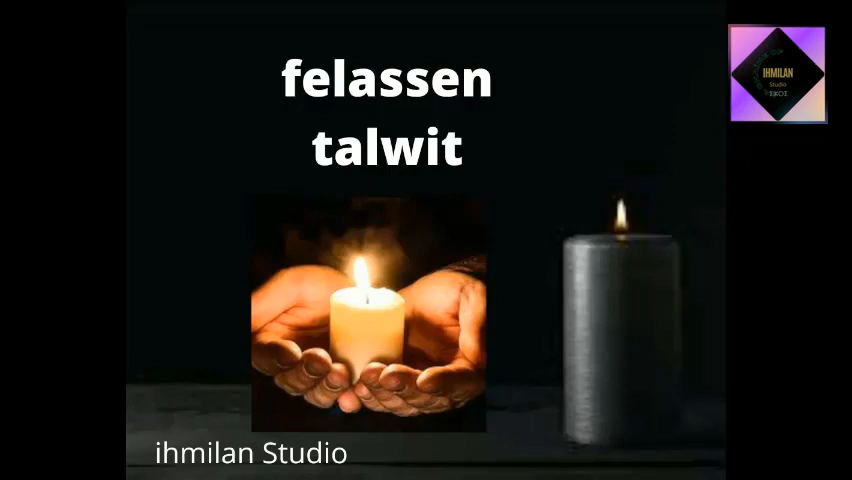 felassen
talwit
IHMILAN
Studio
ihmilan Studio